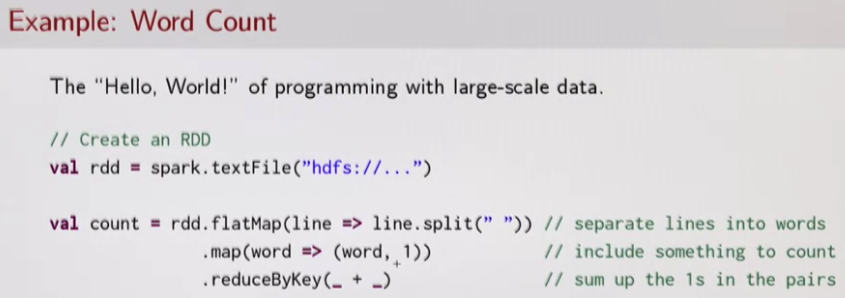 Example: Word Count
The “Hello, World!” of programming with large-scale data.
// Create an RDD
val rdd = spark.textFile("hdfs://...")
val count = rdd.flatMap(line => line.split(" ")) // separate lines into words
.map(word => (word, 1)) // include something to count
.reduceByKey(_ + _) // sum up the 1s in the pairs